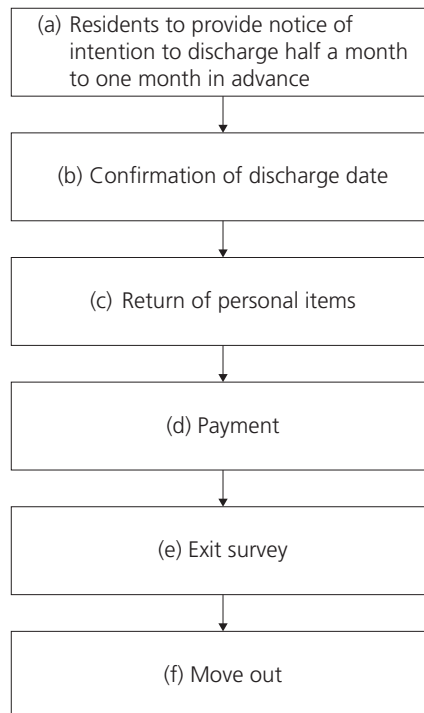 (a) Residents to provide notice of
intention to discharge half a month
to one month in advance
(b) Confirmation of discharge date
(c) Return of personal items
(d) Payment
(e) Exit survey
(f) Move out